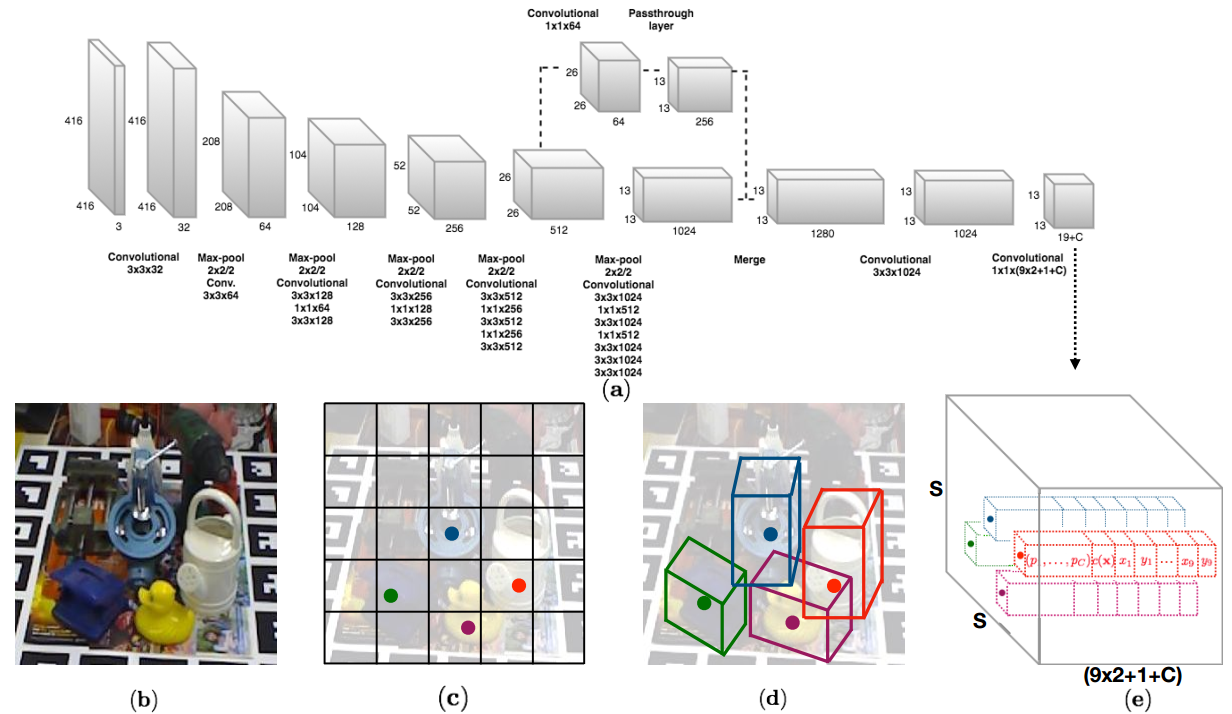 Convolutional
1x1x64
Passthrough
layer
416
416
3
416
416
32
208
208
64
104
104
128
52
52
256
26
26
512
26
26
64
13
13
256
13
13
1024
13
13
1280
13
13
1024
13
13
19+C
Convolutional
3x3x32
Max-pool
2x2/2
Conv.
3x3x64
Max-pool
2x2/2
Convolutional
3x3x128
1x1x64
3x3x128
Max-pool
2x2/2
Convolutional
3x3x256
1x1x128
3x3x256
Max-pool
2x2/2
Convolutional
3x3x512
1x1x256
3x3x512
1x1x256
3x3x512
Max-pool
2x2/2
Convolutional
3x3x1024
1x1x512
3x3x1024
1x1x512
3x3x1024
3x3x1024
3x3x1024
Merge
Convolutional
3x3x1024
Convolutional
1x1x(9x2+1+C)
(a)
S
S
(p ,...,pC) c(x) x1 y1 ... x9 y9
(9x2+1+C)
(b)
(c)
(d)
(e)